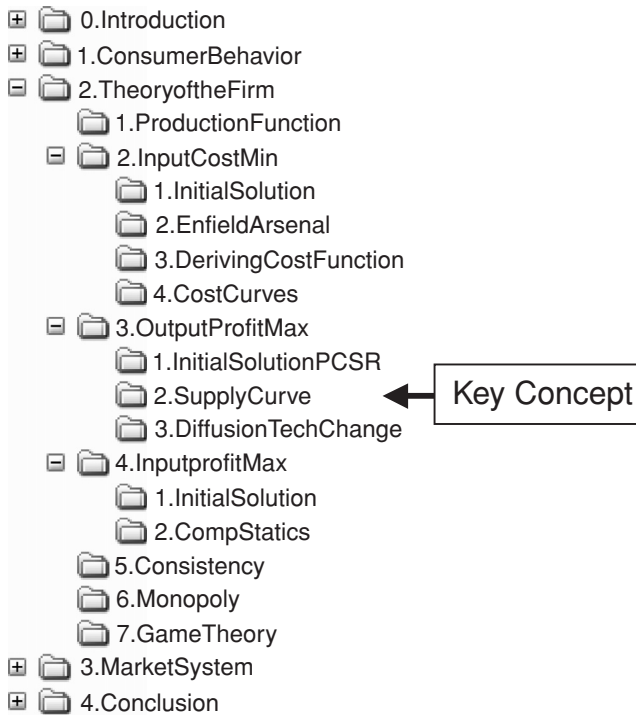 0.Introduction
1.ConsumerBehavior
2.TheoryoftheFirm
1.ProductionFunction
2.InputCostMin
1.InitialSolution
2.EnfieldArsenal
3.DerivingCostFunction
4.CostCurves
3.OutputProfitMax
1.InitialSolutionPCSR
2.SupplyCurve
Key Concept
3.DiffusionTechChange
4.InputprofitMax
1.InitialSolution
2.CompStatics
5.Consistency
6.Monopoly
7.GameTheory
3.MarketSystem
4.Conclusion